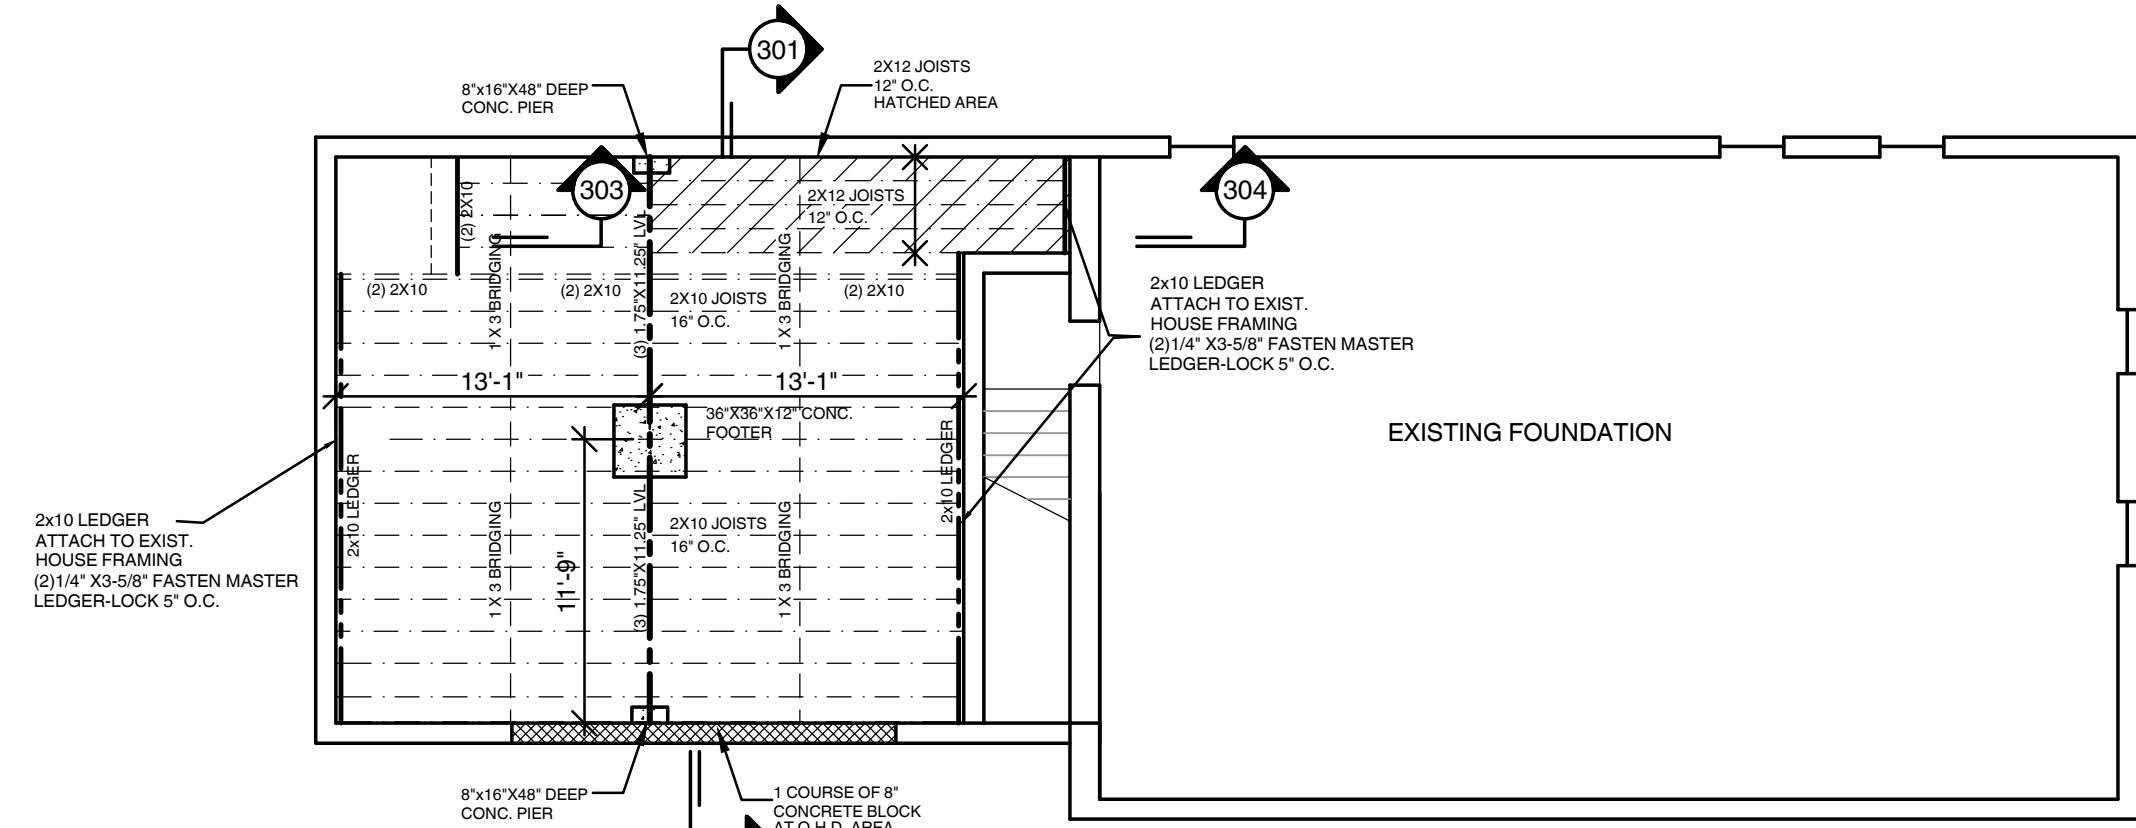 301
8"x16"X48" DEEP
CONC. PIER
2X12 JOISTS
12" O.C.
HATCHED AREA
303
304
(2) 2X10
2X12 JOISTS
12" O.C.
1 X 3 BRIDGING
(3) 1.75"X11.25" LVL
1 X 3 BRIDGING
(2) 2X10
(2) 2X10
(2) 2X10
2X10 JOISTS
16" O.C.
2x10 LEDGER
ATTACH TO EXIST.
HOUSE FRAMING
(2)1/4" X3-5/8" FASTEN MASTER
LEDGER-LOCK 5" O.C.
13'-1"
13'-1"
36"X36"X12" CONC.
FOOTER
EXISTING FOUNDATION
2x10 LEDGER
2x10 LEDGER
2x10 LEDGER
ATTACH TO EXIST.
HOUSE FRAMING
(2)1/4" X3-5/8" FASTEN MASTER
LEDGER-LOCK 5" O.C.
1 X 3 BRIDGING
11'-9"
(3) 1.75"X11.25" LVL
2X10 JOISTS
16" O.C.
1 X 3 BRIDGING
8"x16"X48" DEEP
CONC. PIER
1 COURSE OF 8"
CONCRETE BLOCK
AT O.H.D. AREA